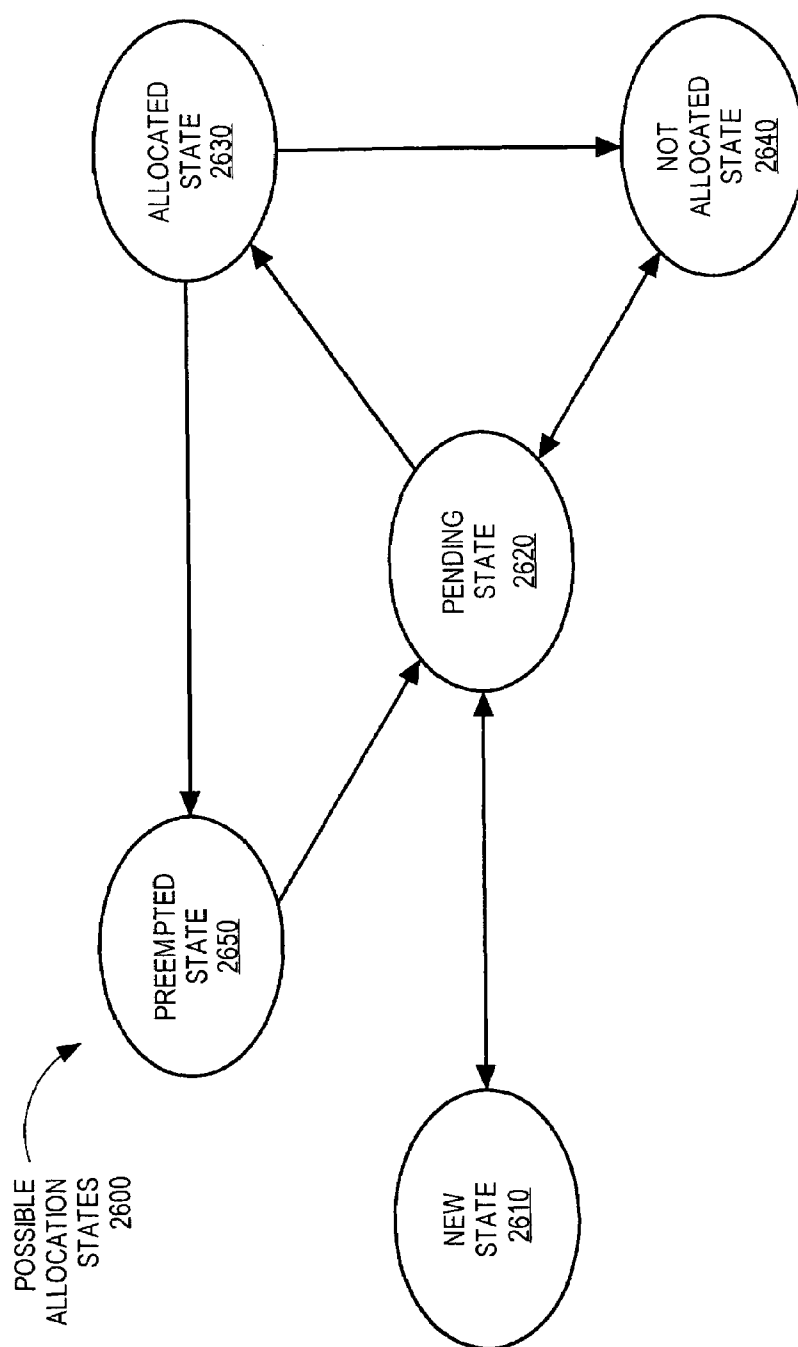 POSSIBLE
ALLOCATION
STATES
2600
PREEMPTED
STATE
2650
ALLOCATED
STATE
2630
NEW
STATE
2610
PENDING
STATE
2620
NOT
ALLOCATED
STATE
2640